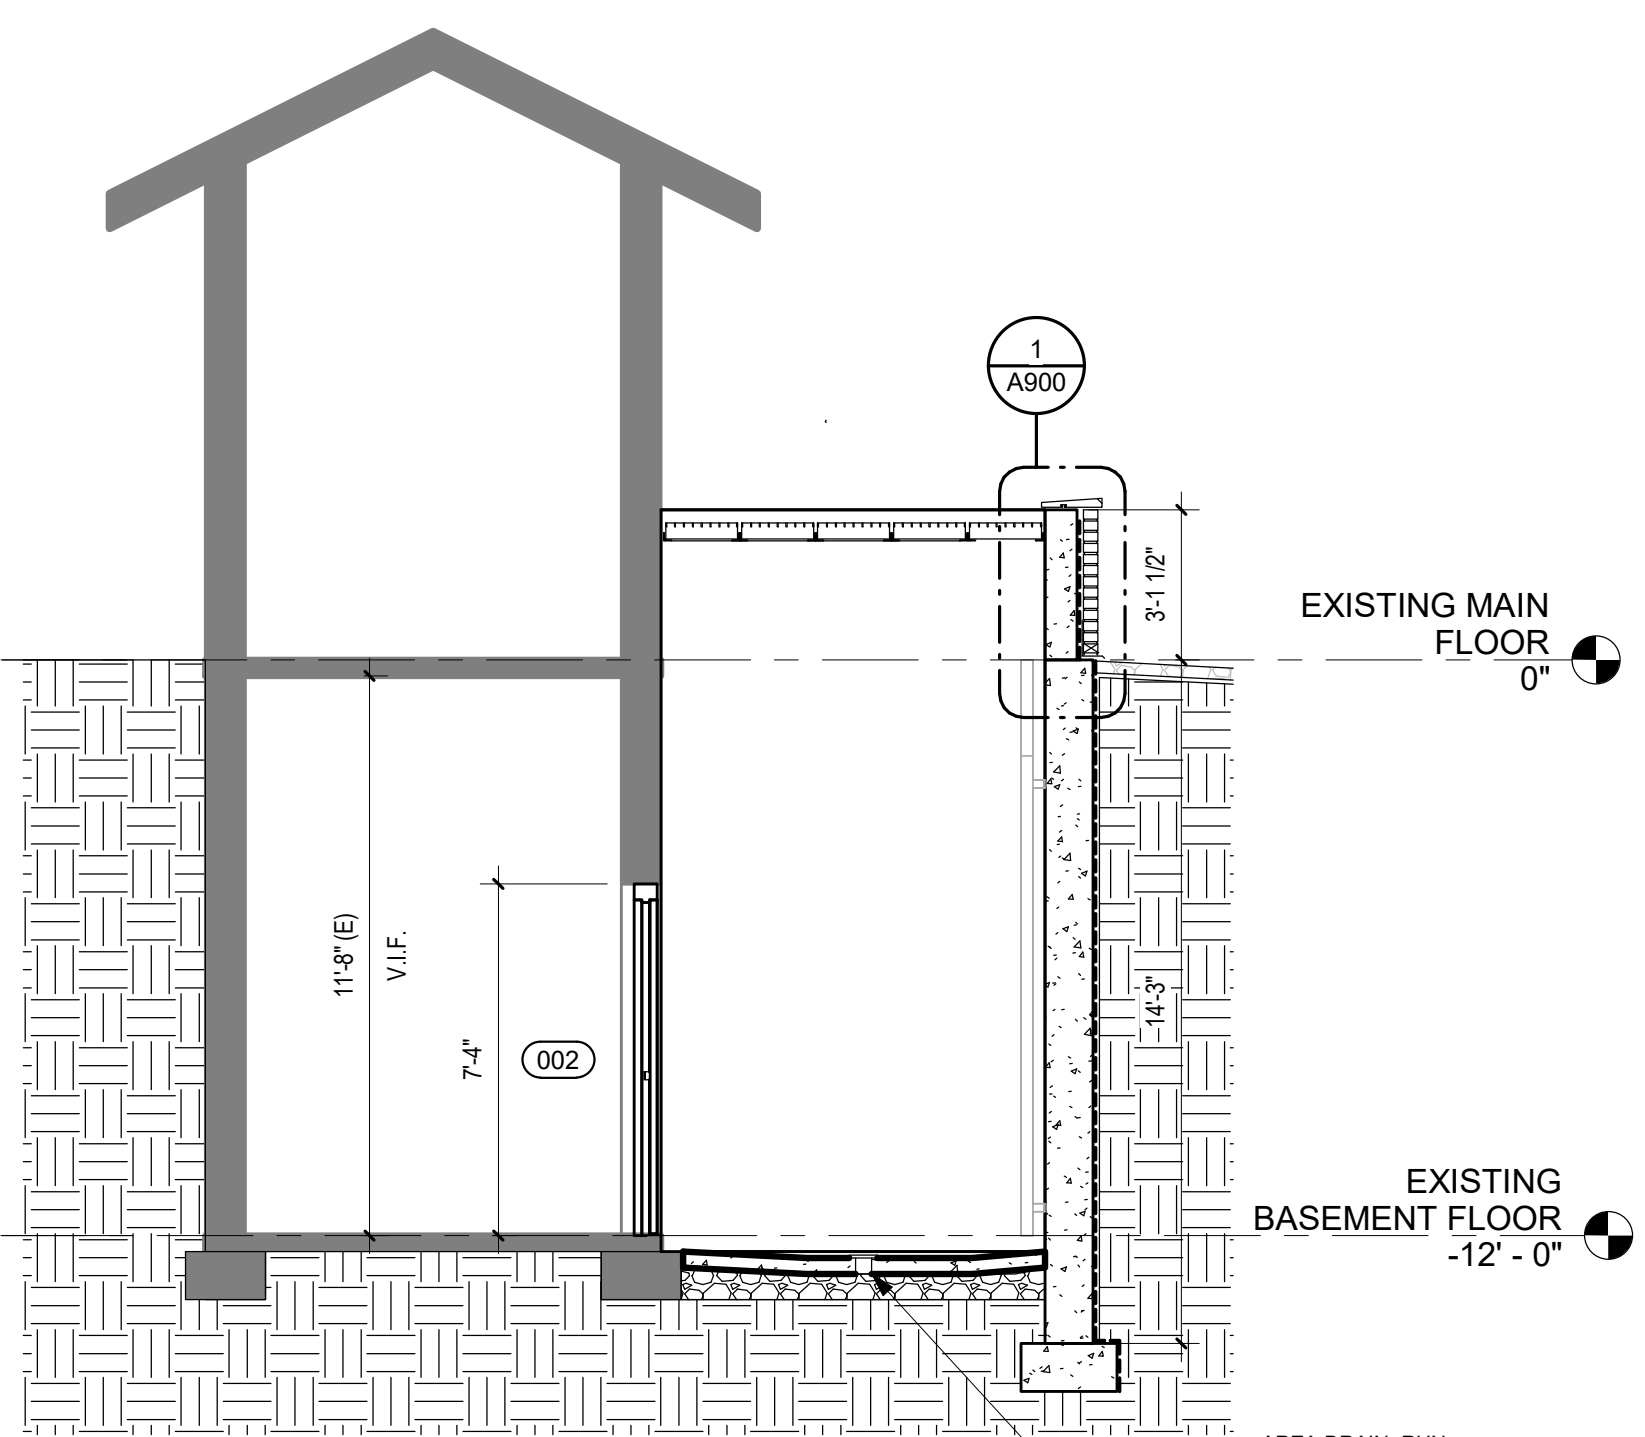 1
A900
3'-1 1/2"
EXISTING MAIN
FLOOR
0"
11'-8" (E)
V.I.F.
7'-4"
002
14'-3"
EXISTING
BASEMENT FLOOR
-12' - 0"